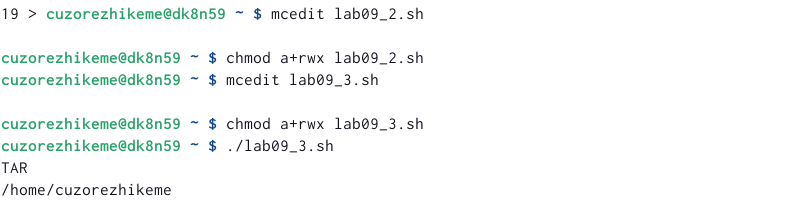 19 > cuzorezhikeme@dk8n59 ~ $ mcedit lab09_2.sh
cuzorezhikeme@dk8n59 ~ $ chmod a+rwx lab09_2.sh
cuzorezhikeme@dk8n59 ~ $ mcedit lab09_3.sh
cuzorezhikeme@dk8n59 ~ $ chmod a+rwx lab09_3.sh
cuzorezhikeme@dk8n59 ~ $ ./lab09_3.sh
TAR
/home/cuzorezhikeme